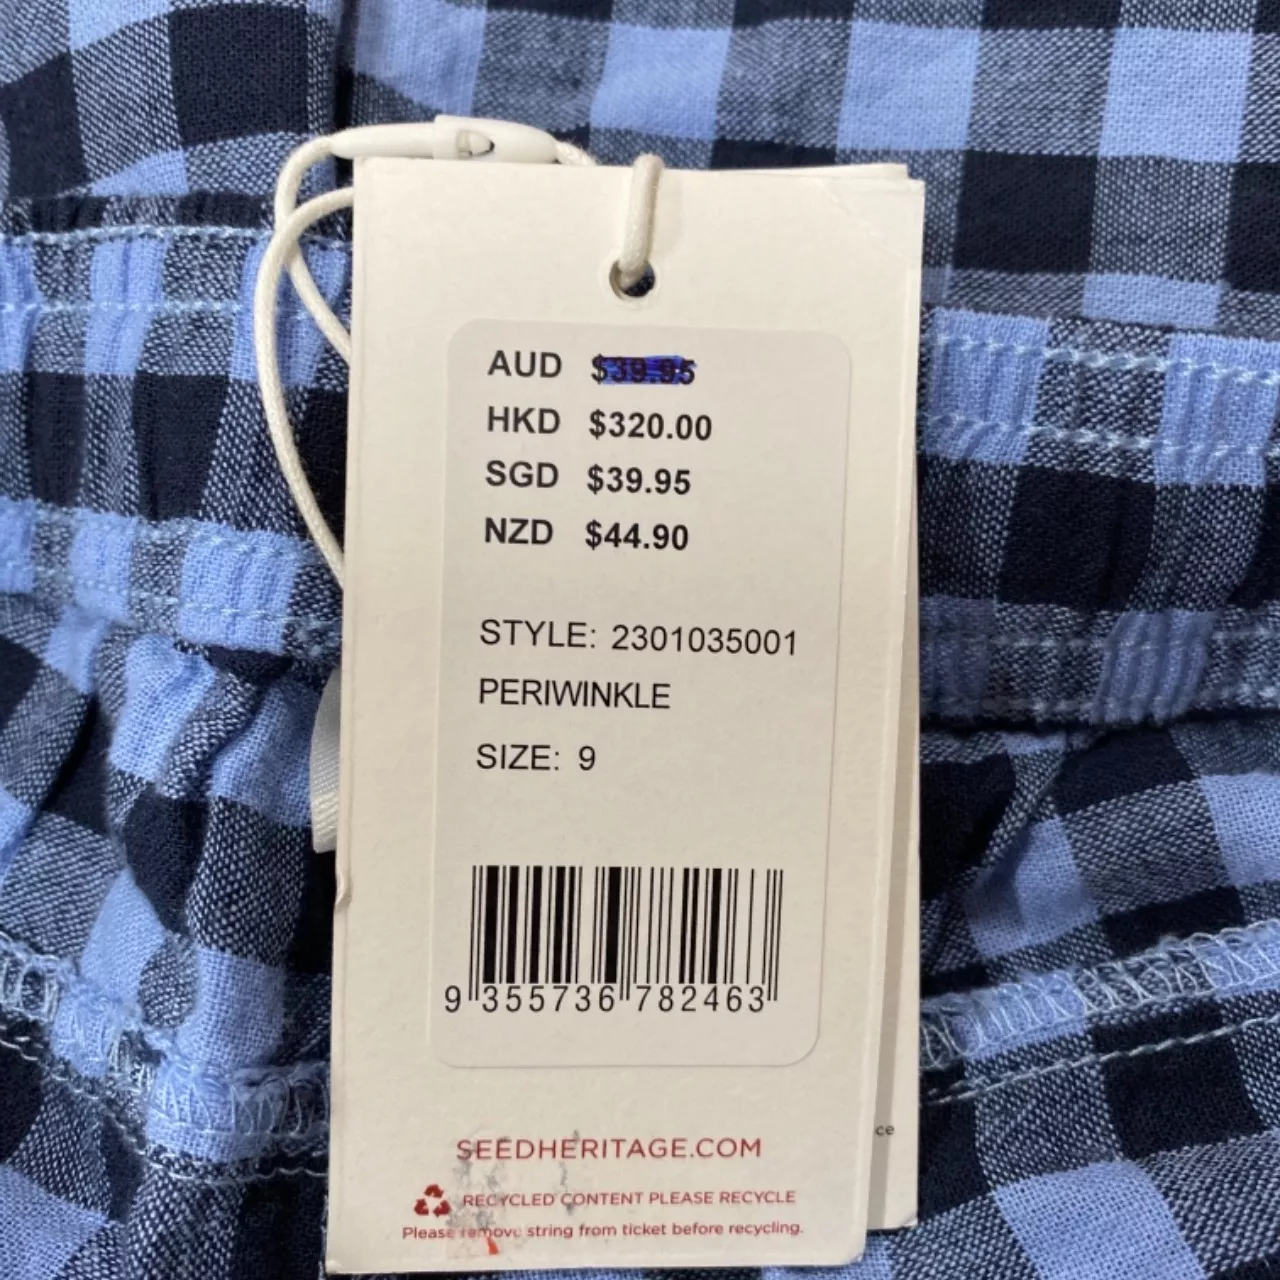 AUD $39.95
HKD $320.00
SGD $39.95
NZD $44.90
STYLE: 2301035001
PERIWINKLE
SIZE: 9
9 355736 782463
SEEDHERITAGE.COM
RECYCLED CONTENT PLEASE RECYCLE
Please remove string from ticket before recycling.
ce